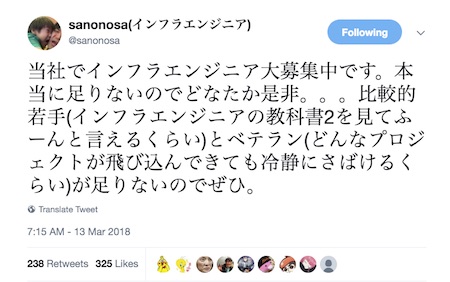 sanonosa(インフラエンジニア)
@sanonosa
Following
当社でインフラエンジニア大募集中です。本
当に足りないのでどなたか是非。。。比較的
若手(インフラエンジニアの教科書2を見てふ
ーんと言えるくらい)とベテラン(どんなプロジ
ェクトが飛び込んできても冷静にさばけるく
らい)が足りないのでぜひ。
Translate Tweet
7:15 AM - 13 Mar 2018
238 Retweets 325 Likes